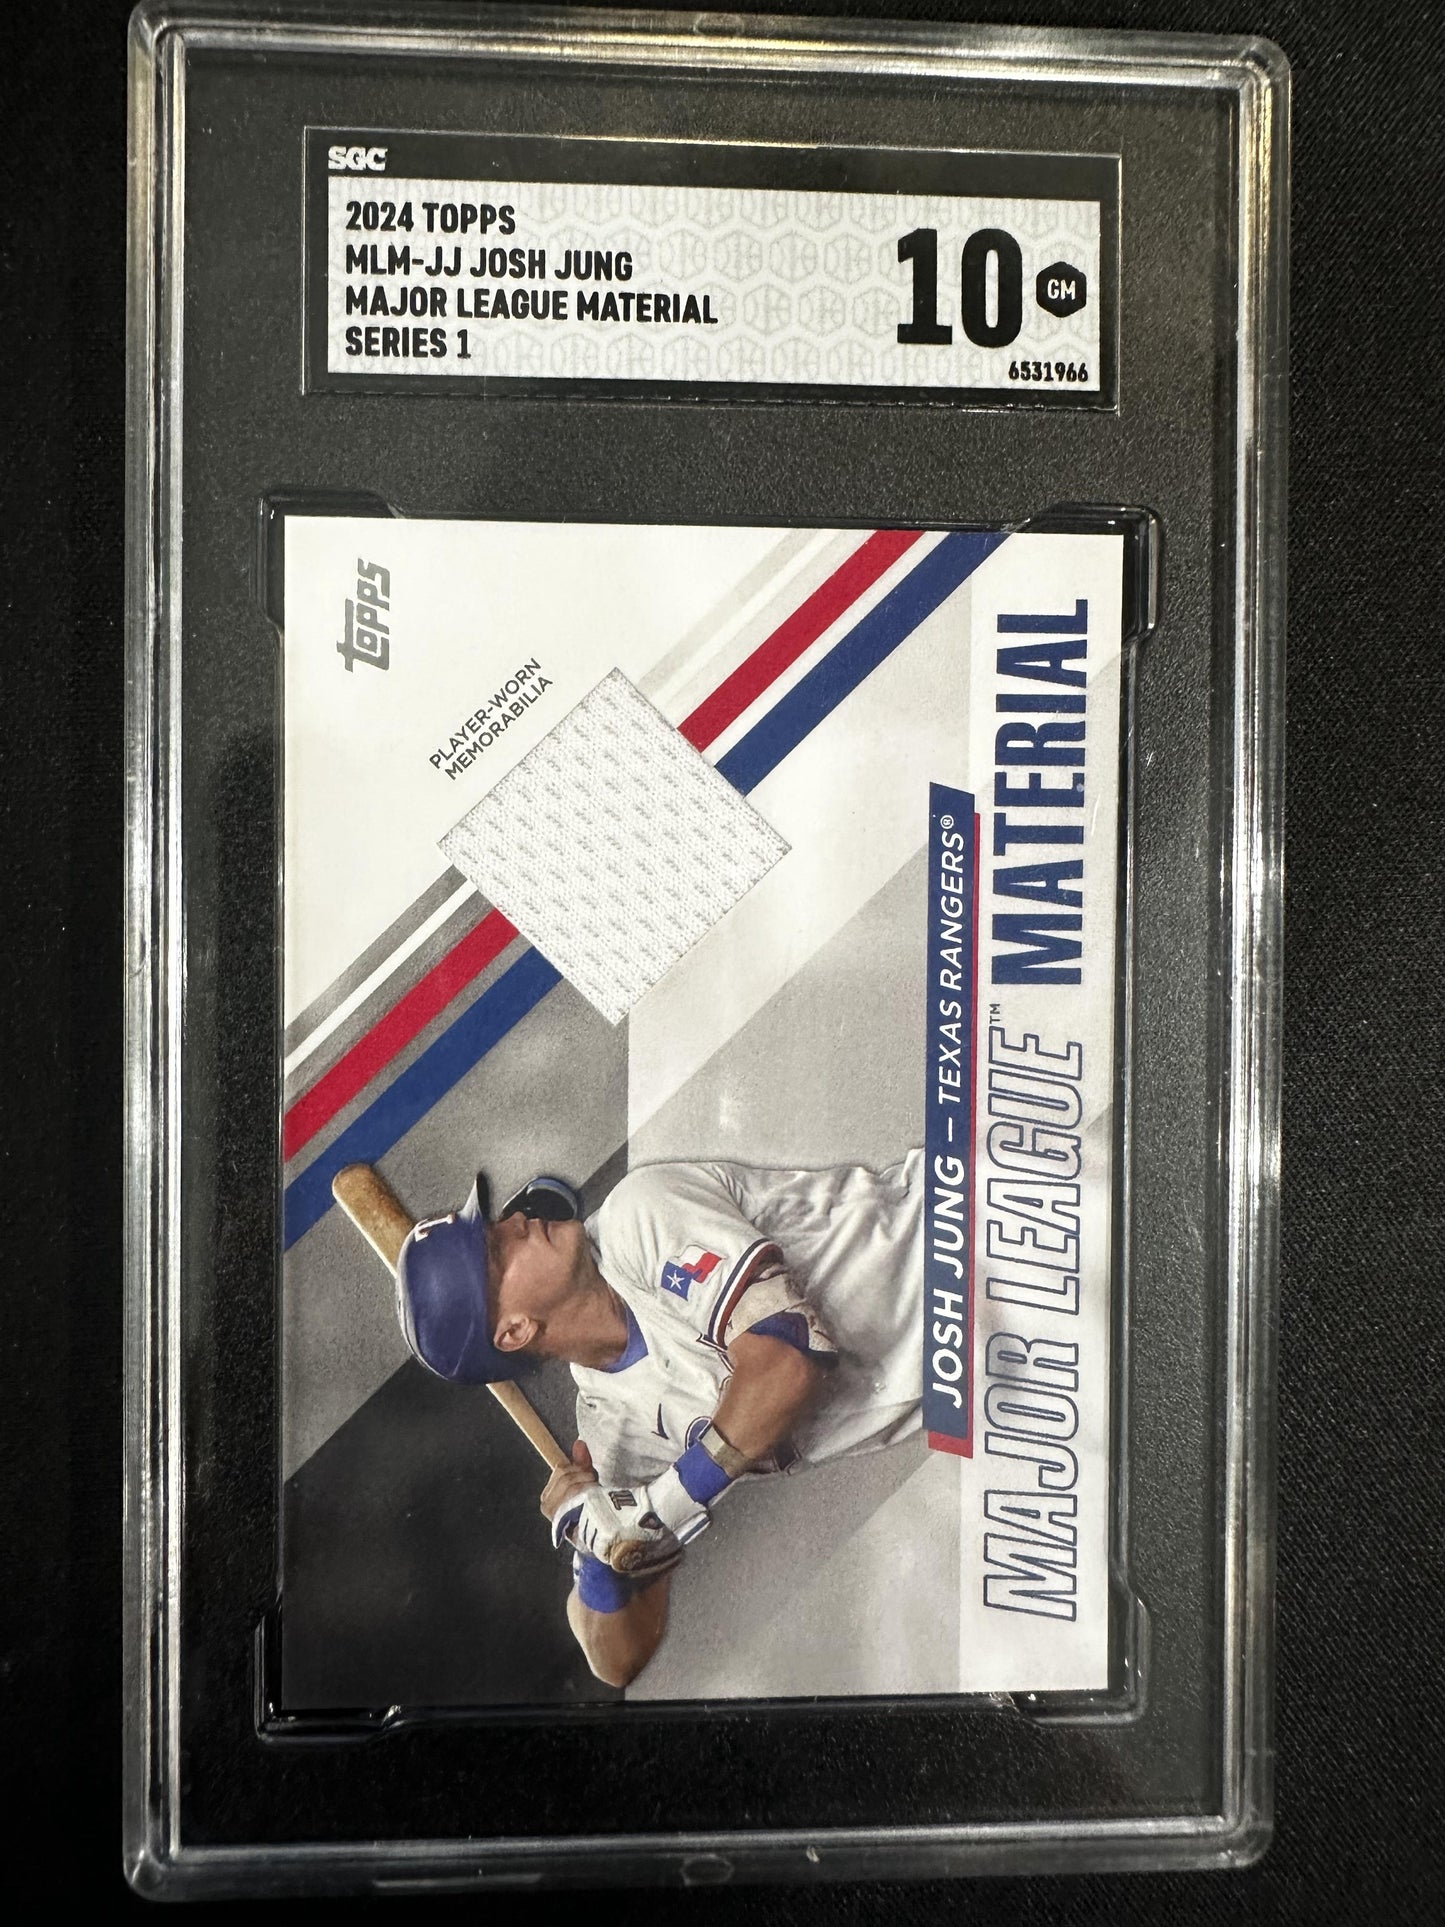 SGC
2024 TOPPS
MLM-JJ JOSH JUNG
MAJOR LEAGUE MATERIAL
SERIES 1
10
GM
6531966
topps
PLAYER-WORN
MEMORABILIA
JOSH JUNG – TEXAS RANGERS®
MAJOR LEAGUE™ MATERIAL